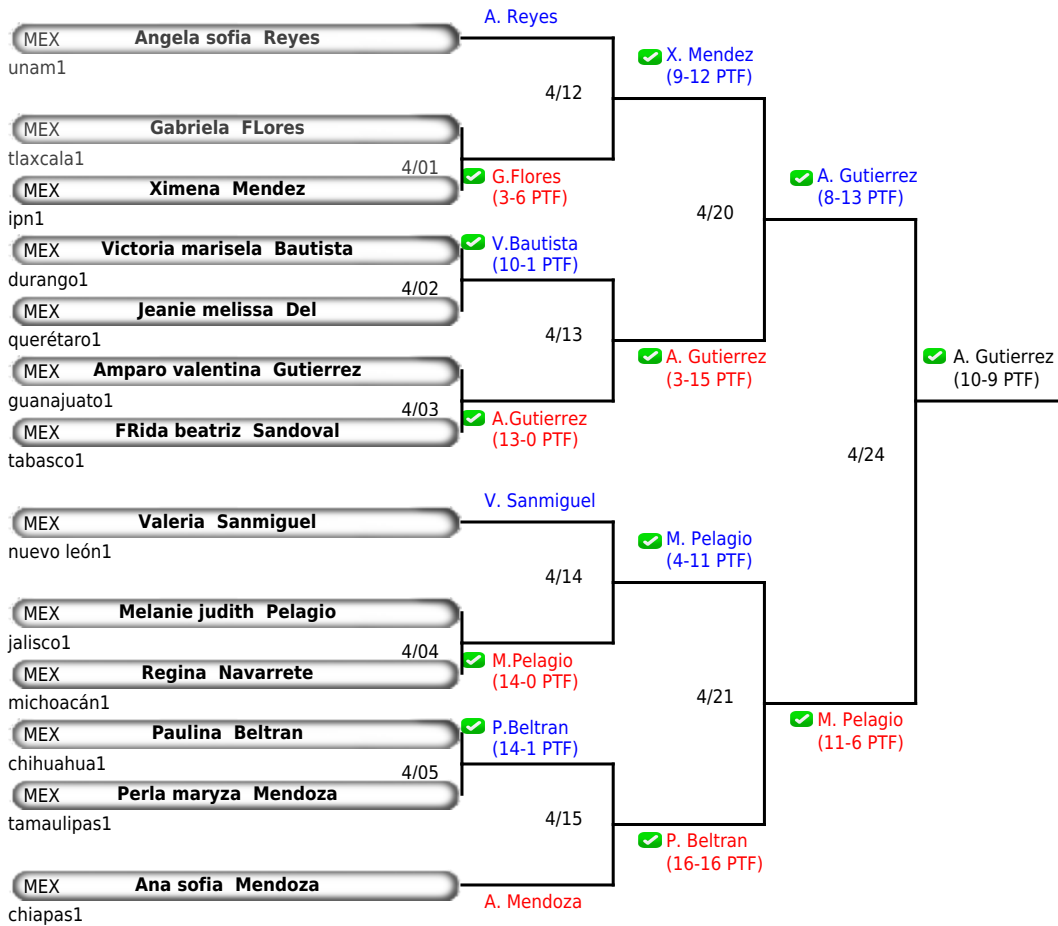 A. Reyes
MEX Angela sofia Reyes
unam1
X. Mendez
(9-12 PTF)
4/12
MEX Gabriela FLores
tlaxcala1
4/01
G.Flores
(3-6 PTF)
MEX Ximena Mendez
ipn1
A. Gutierrez
(8-13 PTF)
4/20
MEX Victoria marisela Bautista
durango1
V.Bautista
(10-1 PTF)
4/02
MEX Jeanie melissa Del
querétaro1
4/13
MEX Amparo valentina Gutierrez
guanajuato1
A. Gutierrez
(3-15 PTF)
A. Gutierrez
(10-9 PTF)
4/03
A.Gutierrez
(13-0 PTF)
MEX FRida beatriz Sandoval
tabasco1
4/24
V. Sanmiguel
MEX Valeria Sanmiguel
nuevo león1
M. Pelagio
(4-11 PTF)
4/14
MEX Melanie judith Pelagio
jalisco1
4/04
M.Pelagio
(14-0 PTF)
MEX Regina Navarrete
michoacán1
4/21
M. Pelagio
(11-6 PTF)
MEX Paulina Beltran
chihuahua1
P.Beltran
(14-1 PTF)
4/05
MEX Perla maryza Mendoza
tamaulipas1
4/15
P. Beltran
(16-16 PTF)
MEX Ana sofia Mendoza
chiapas1
A. Mendoza